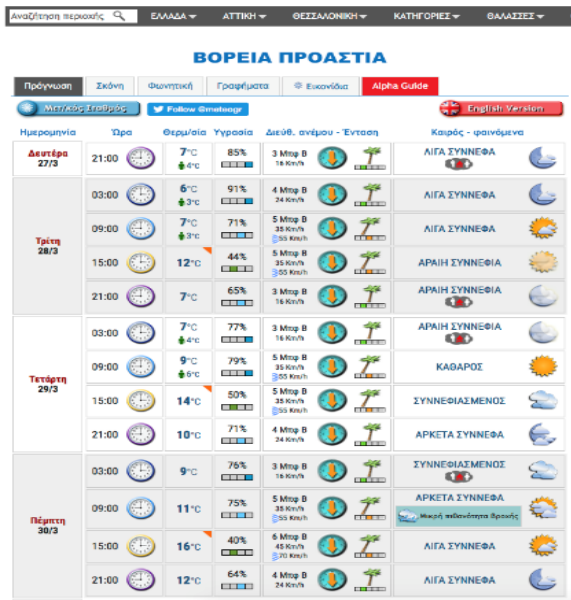 Αναζήτηση περιοχής ΕΛΛΑΔΑ ΑΤΤΙΚΗ ΘΕΣΣΑΛΟΝΙΚΗ ΚΑΤΗΓΟΡΙΕΣ ΘΑΛΑΣΣΕΣ
ΒΟΡΕΙΑ ΠΡΟΑΣΤΙΑ
Πρόγνωση Σκόνη Φωνητική Γραφήματα Εικονίδια Alpha Guide
Μετ/κός Σταθμός Follow @meteogr English Version
Ημερομηνία Ώρα Θερμ/σία Υγρασία Διεύθ. ανέμου - Ένταση Καιρός - φαινόμενα
Δευτέρα
27/3
21:00 7°C 85% 3 Μποφ Β ΛΙΓΑ ΣΥΝΝΕΦΑ
4°C 16 Km/h
Τρίτη
28/3
03:00 6°C 91% 4 Μποφ Β ΛΙΓΑ ΣΥΝΝΕΦΑ
3°C 24 Km/h
09:00 7°C 71% 5 Μποφ Β ΛΙΓΑ ΣΥΝΝΕΦΑ
3°C 35 Km/h
55 Km/h
15:00 12°C 44% 5 Μποφ Β ΑΡΑΙΗ ΣΥΝΝΕΦΙΑ
35 Km/h
55 Km/h
21:00 7°C 65% 3 Μποφ Β ΑΡΑΙΗ ΣΥΝΝΕΦΙΑ
16 Km/h
Τετάρτη
29/3
03:00 7°C 77% 3 Μποφ Β ΑΡΑΙΗ ΣΥΝΝΕΦΙΑ
4°C 16 Km/h
09:00 9°C 79% 5 Μποφ Β ΚΑΘΑΡΟΣ
6°C 35 Km/h
55 Km/h
15:00 14°C 50% 5 Μποφ Β ΣΥΝΝΕΦΙΑΣΜΕΝΟΣ
35 Km/h
55 Km/h
21:00 10°C 71% 4 Μποφ Β ΑΡΚΕΤΑ ΣΥΝΝΕΦΑ
24 Km/h
Πέμπτη
30/3
03:00 9°C 76% 3 Μποφ Β ΣΥΝΝΕΦΙΑΣΜΕΝΟΣ
16 Km/h
09:00 11°C 75% 5 Μποφ Β ΑΡΚΕΤΑ ΣΥΝΝΕΦΑ
35 Km/h Μικρή πιθανότητα βροχής
55 Km/h
15:00 16°C 40% 6 Μποφ Β ΛΙΓΑ ΣΥΝΝΕΦΑ
45 Km/h
70 Km/h
21:00 12°C 64% 4 Μποφ Β ΛΙΓΑ ΣΥΝΝΕΦΑ
24 Km/h